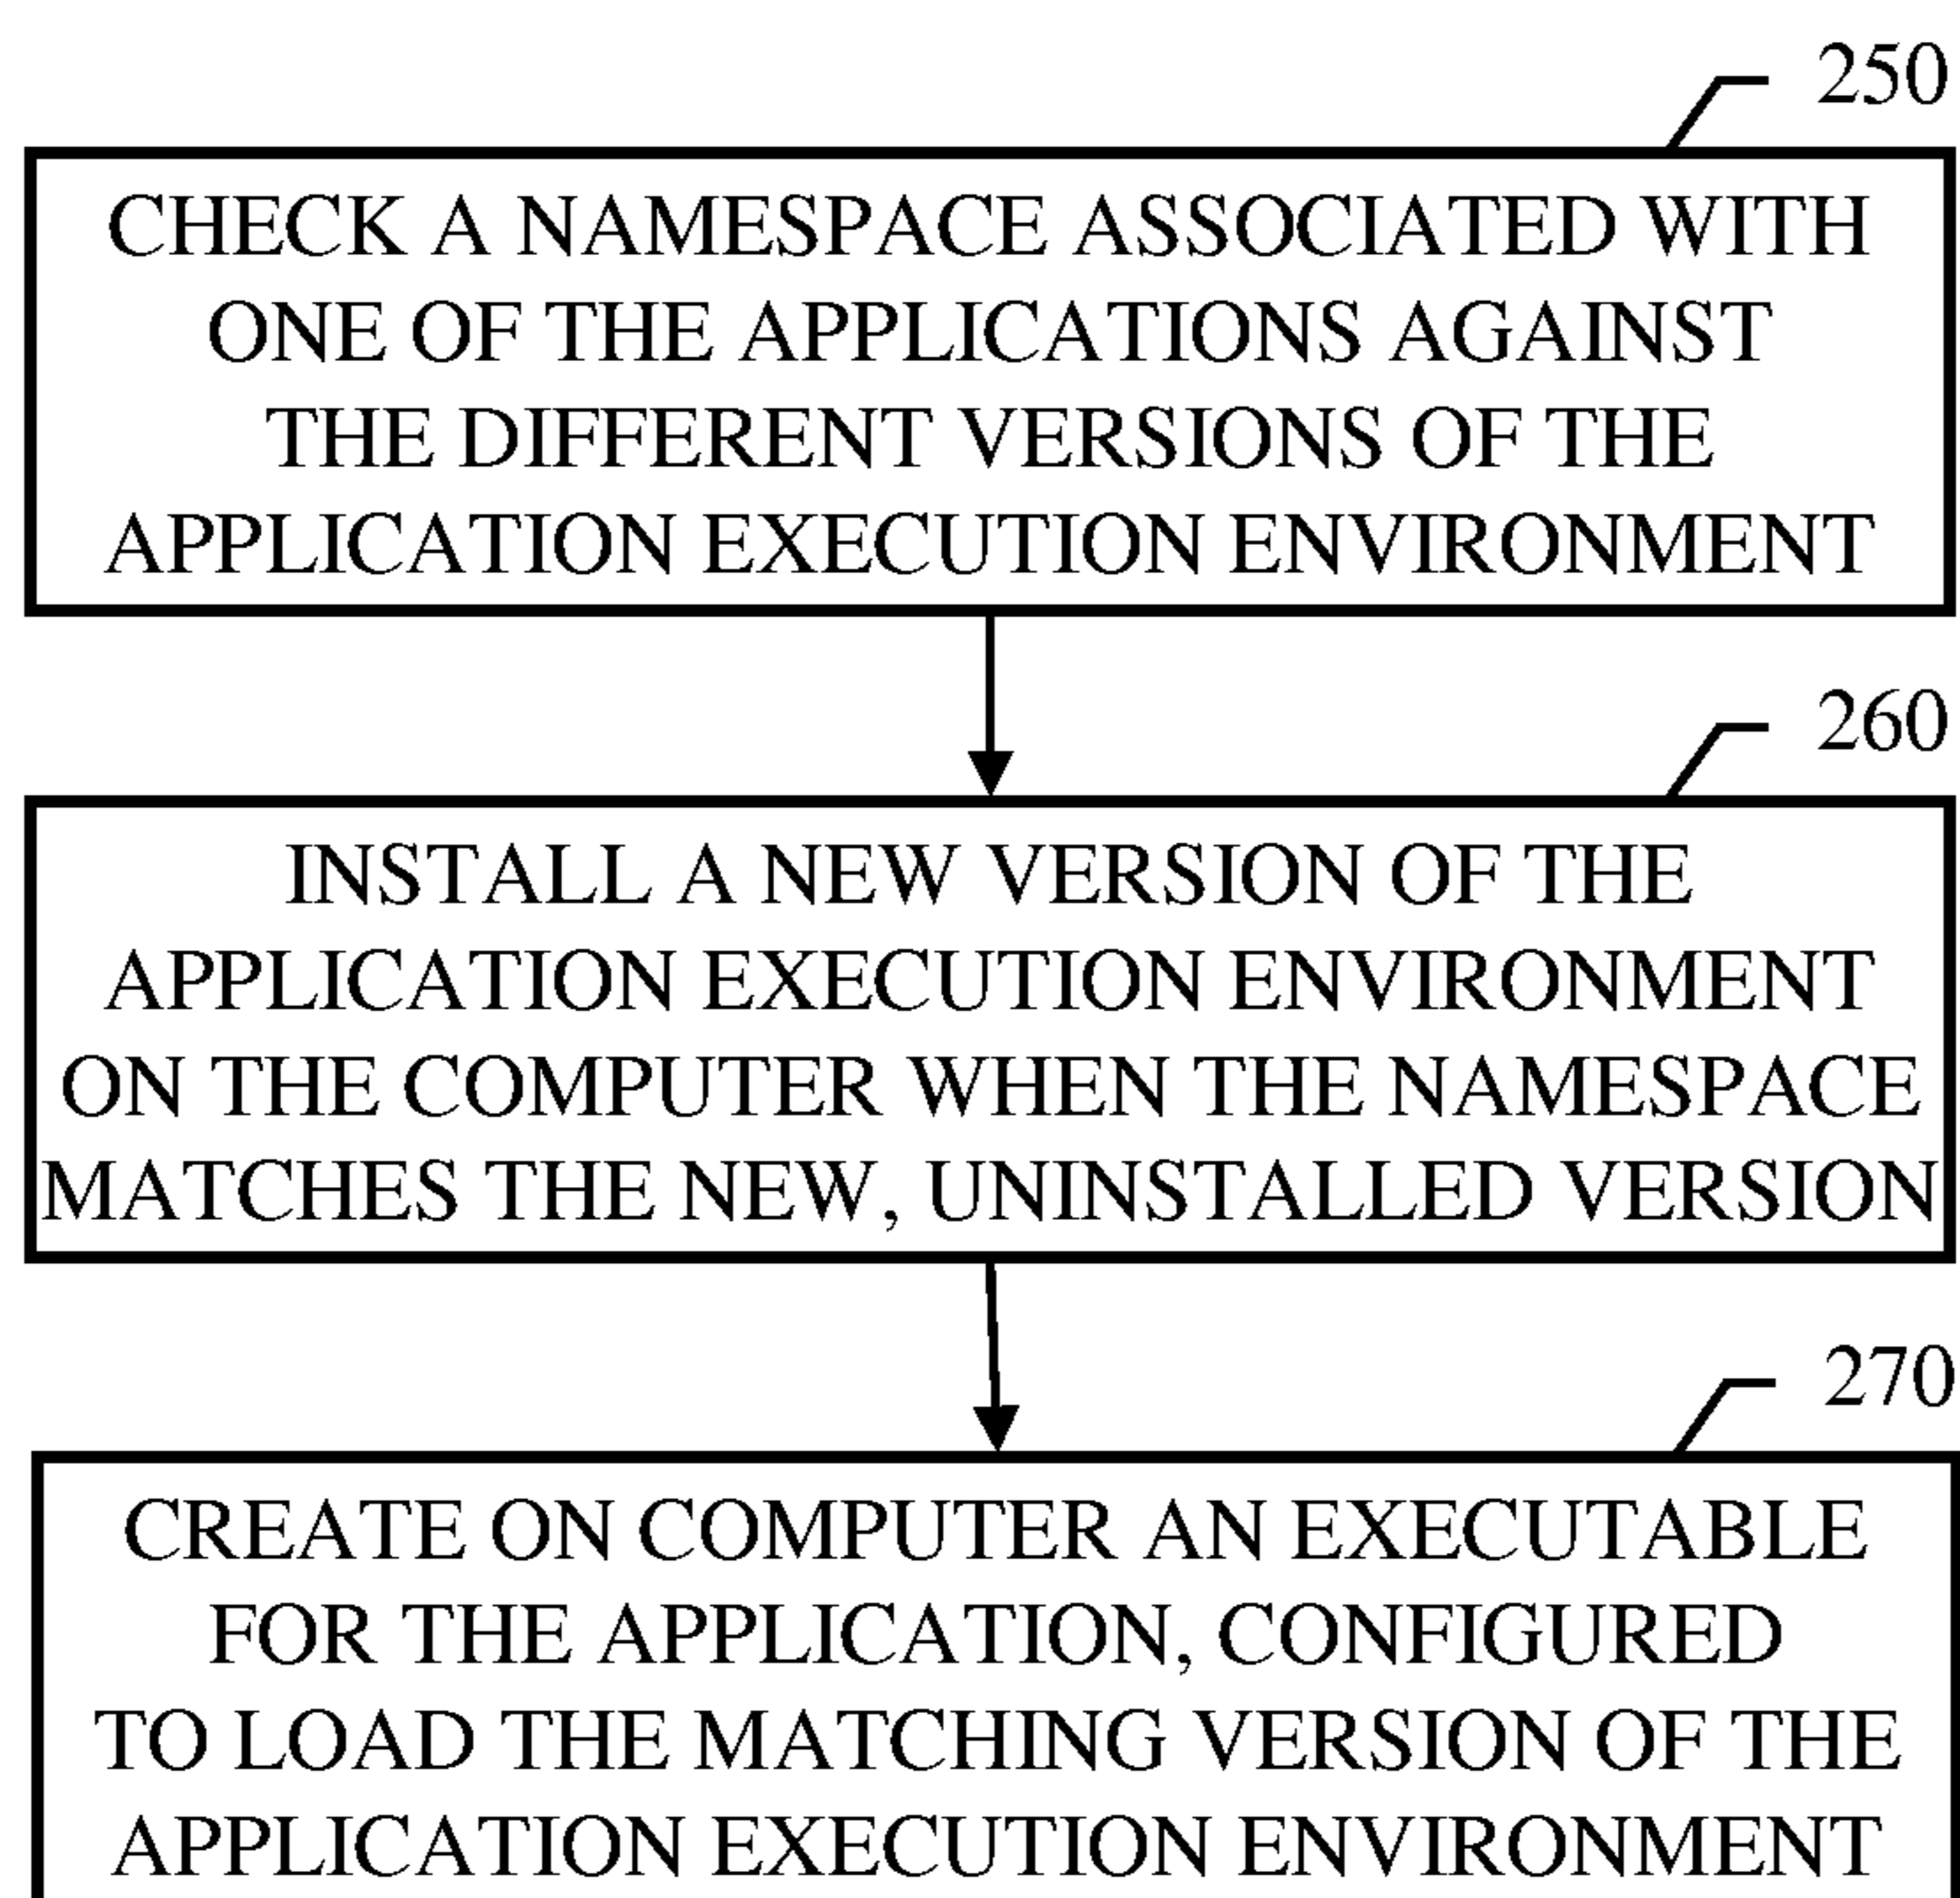 250
CHECK A NAMESPACE ASSOCIATED WITH
ONE OF THE APPLICATIONS AGAINST
THE DIFFERENT VERSIONS OF THE
APPLICATION EXECUTION ENVIRONMENT
260
INSTALL A NEW VERSION OF THE
APPLICATION EXECUTION ENVIRONMENT
ON THE COMPUTER WHEN THE NAMESPACE
MATCHES THE NEW, UNINSTALLED VERSION
270
CREATE ON COMPUTER AN EXECUTABLE
FOR THE APPLICATION, CONFIGURED
TO LOAD THE MATCHING VERSION OF THE
APPLICATION EXECUTION ENVIRONMENT